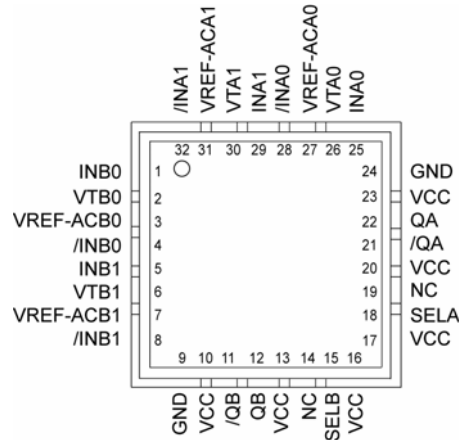 /INA1
VREF-ACA1
VTA1
INA1
/INA0
VREF-ACA0
VTA0
INA0
32 31 30 29 28 27 26 25
INB0 1 24 GND
VTB0 2 23 VCC
VREF-ACB0 3 22 QA
/INB0 4 21 /QA
INB1 5 20 VCC
VTB1 6 19 NC
VREF-ACB1 7 18 SELA
/INB1 8 17 VCC
9 10 11 12 13 14 15 16
GND
VCC
/QB
QB
VCC
NC
SELB
VCC